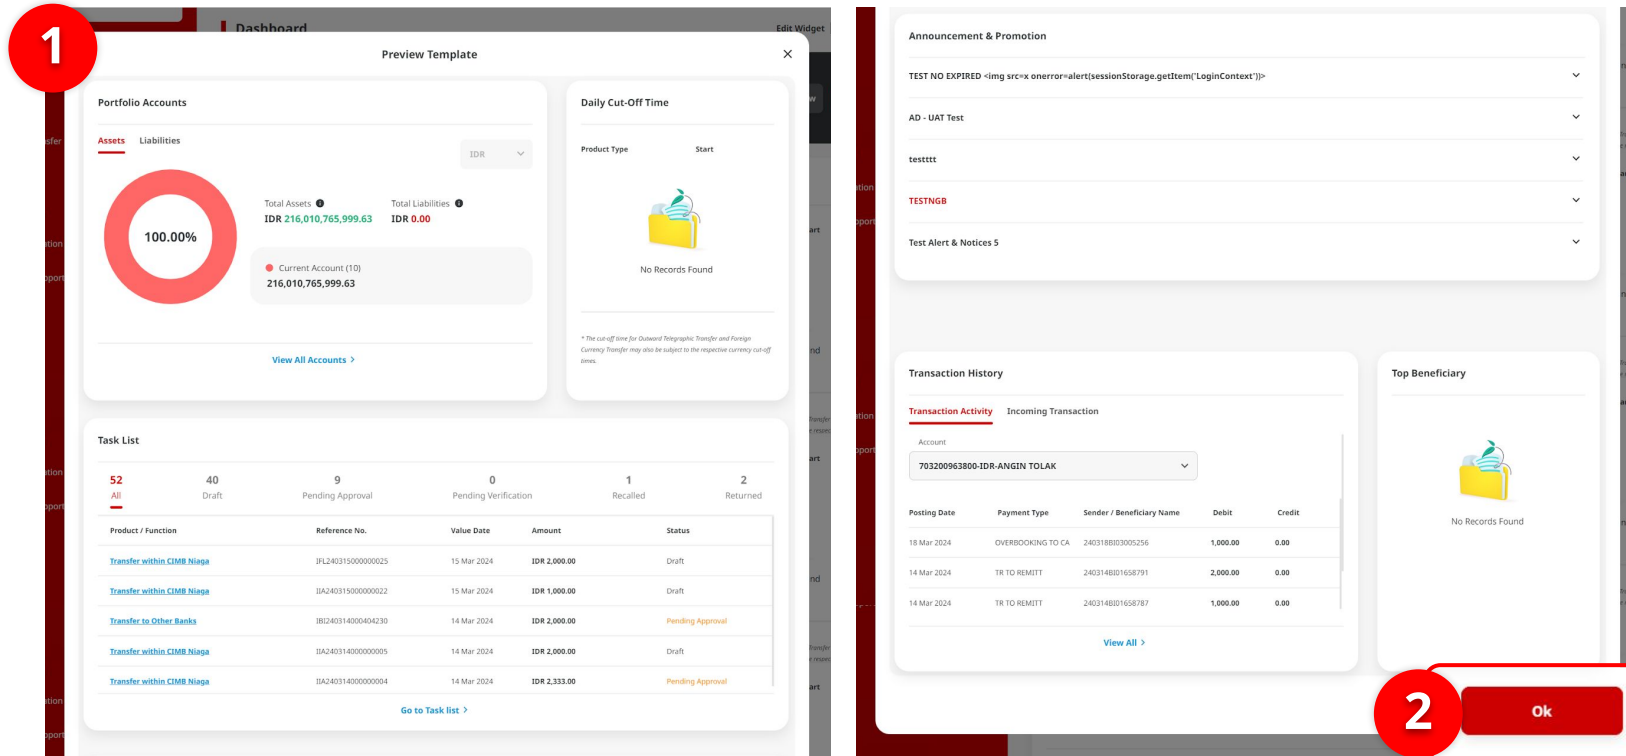 1
Dashboard
Edit Widget
Preview Template
Portfolio Accounts
Assets Liabilities
IDR
100.00%
Total Assets Total Liabilities
IDR 216,010,765,999.63 IDR 0.00
Current Account (10)
216,010,765,999.63
View All Accounts >
Daily Cut-Off Time
Product Type Start
No Records Found
* The cut-off time for Outward Telegraphic Transfer and Foreign
Currency Transfer may also be subject to the respective currency cut-off
times.
Task List
52 40 9 0 1 2
All Draft Pending Approval Pending Verification Recalled Returned
Product / Function Reference No. Value Date Amount Status
Transfer within CIMB Niaga IFL240315000000025 15 Mar 2024 IDR 2,000.00 Draft
Transfer within CIMB Niaga IIA240315000000022 15 Mar 2024 IDR 1,000.00 Draft
Transfer to Other Banks IBI240314000404230 14 Mar 2024 IDR 2,000.00 Pending Approval
Transfer within CIMB Niaga IIA240314000000005 14 Mar 2024 IDR 2,000.00 Draft
Transfer within CIMB Niaga IIA240314000000004 14 Mar 2024 IDR 2,333.00 Pending Approval
Go to Task list >
Announcement & Promotion
TEST NO EXPIRED <img src=x onerror=alert(sessionStorage.getItem('LoginContext'))>
AD - UAT Test
testttt
TESTNGB
Test Alert & Notices 5
Transaction History
Transaction Activity Incoming Transaction
Account
703200963800-IDR-ANGIN TOLAK
Posting Date Payment Type Sender / Beneficiary Name Debit Credit
18 Mar 2024 OVERBOOKING TO CA 240318BI03005256 1,000.00 0.00
14 Mar 2024 TR TO REMITT 240314BI01658791 2,000.00 0.00
14 Mar 2024 TR TO REMITT 240314BI01658787 1,000.00 0.00
View All >
Top Beneficiary
No Records Found
2
Ok